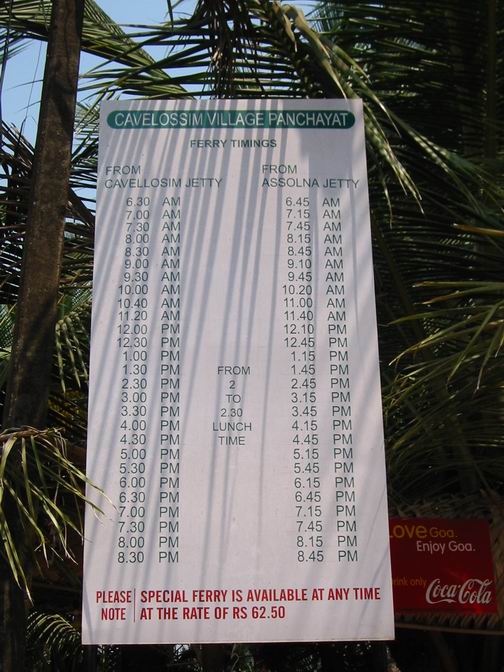 CAVELOSSIM VILLAGE PANCHAYAT
FERRY TIMINGS
FROM FROM
CAVELLOSIM JETTY ASSOLNA JETTY
6.30 AM 6.45 AM
7.00 AM 7.15 AM
7.30 AM 7.45 AM
8.00 AM 8.15 AM
8.30 AM 8.45 AM
9.00 AM 9.10 AM
9.30 AM 9.45 AM
10.00 AM 10.20 AM
10.40 AM 11.00 AM
11.20 AM 11.40 AM
12.00 PM 12.10 PM
12.30 PM 12.45 PM
1.00 PM 1.15 PM
1.30 PM FROM 1.45 PM
2.30 PM 2 2.45 PM
3.00 PM TO 3.15 PM
3.30 PM 2.30 3.45 PM
4.00 PM LUNCH 4.15 PM
4.30 PM TIME 4.45 PM
5.00 PM 5.15 PM
5.30 PM 5.45 PM
6.00 PM 6.15 PM
6.30 PM 6.45 PM
7.00 PM 7.15 PM
7.30 PM 7.45 PM
8.00 PM 8.15 PM
8.30 PM 8.45 PM
PLEASE NOTE SPECIAL FERRY IS AVAILABLE AT ANY TIME
AT THE RATE OF RS 62.50
Love Goa.
Enjoy Goa.
Drink only
Coca-Cola